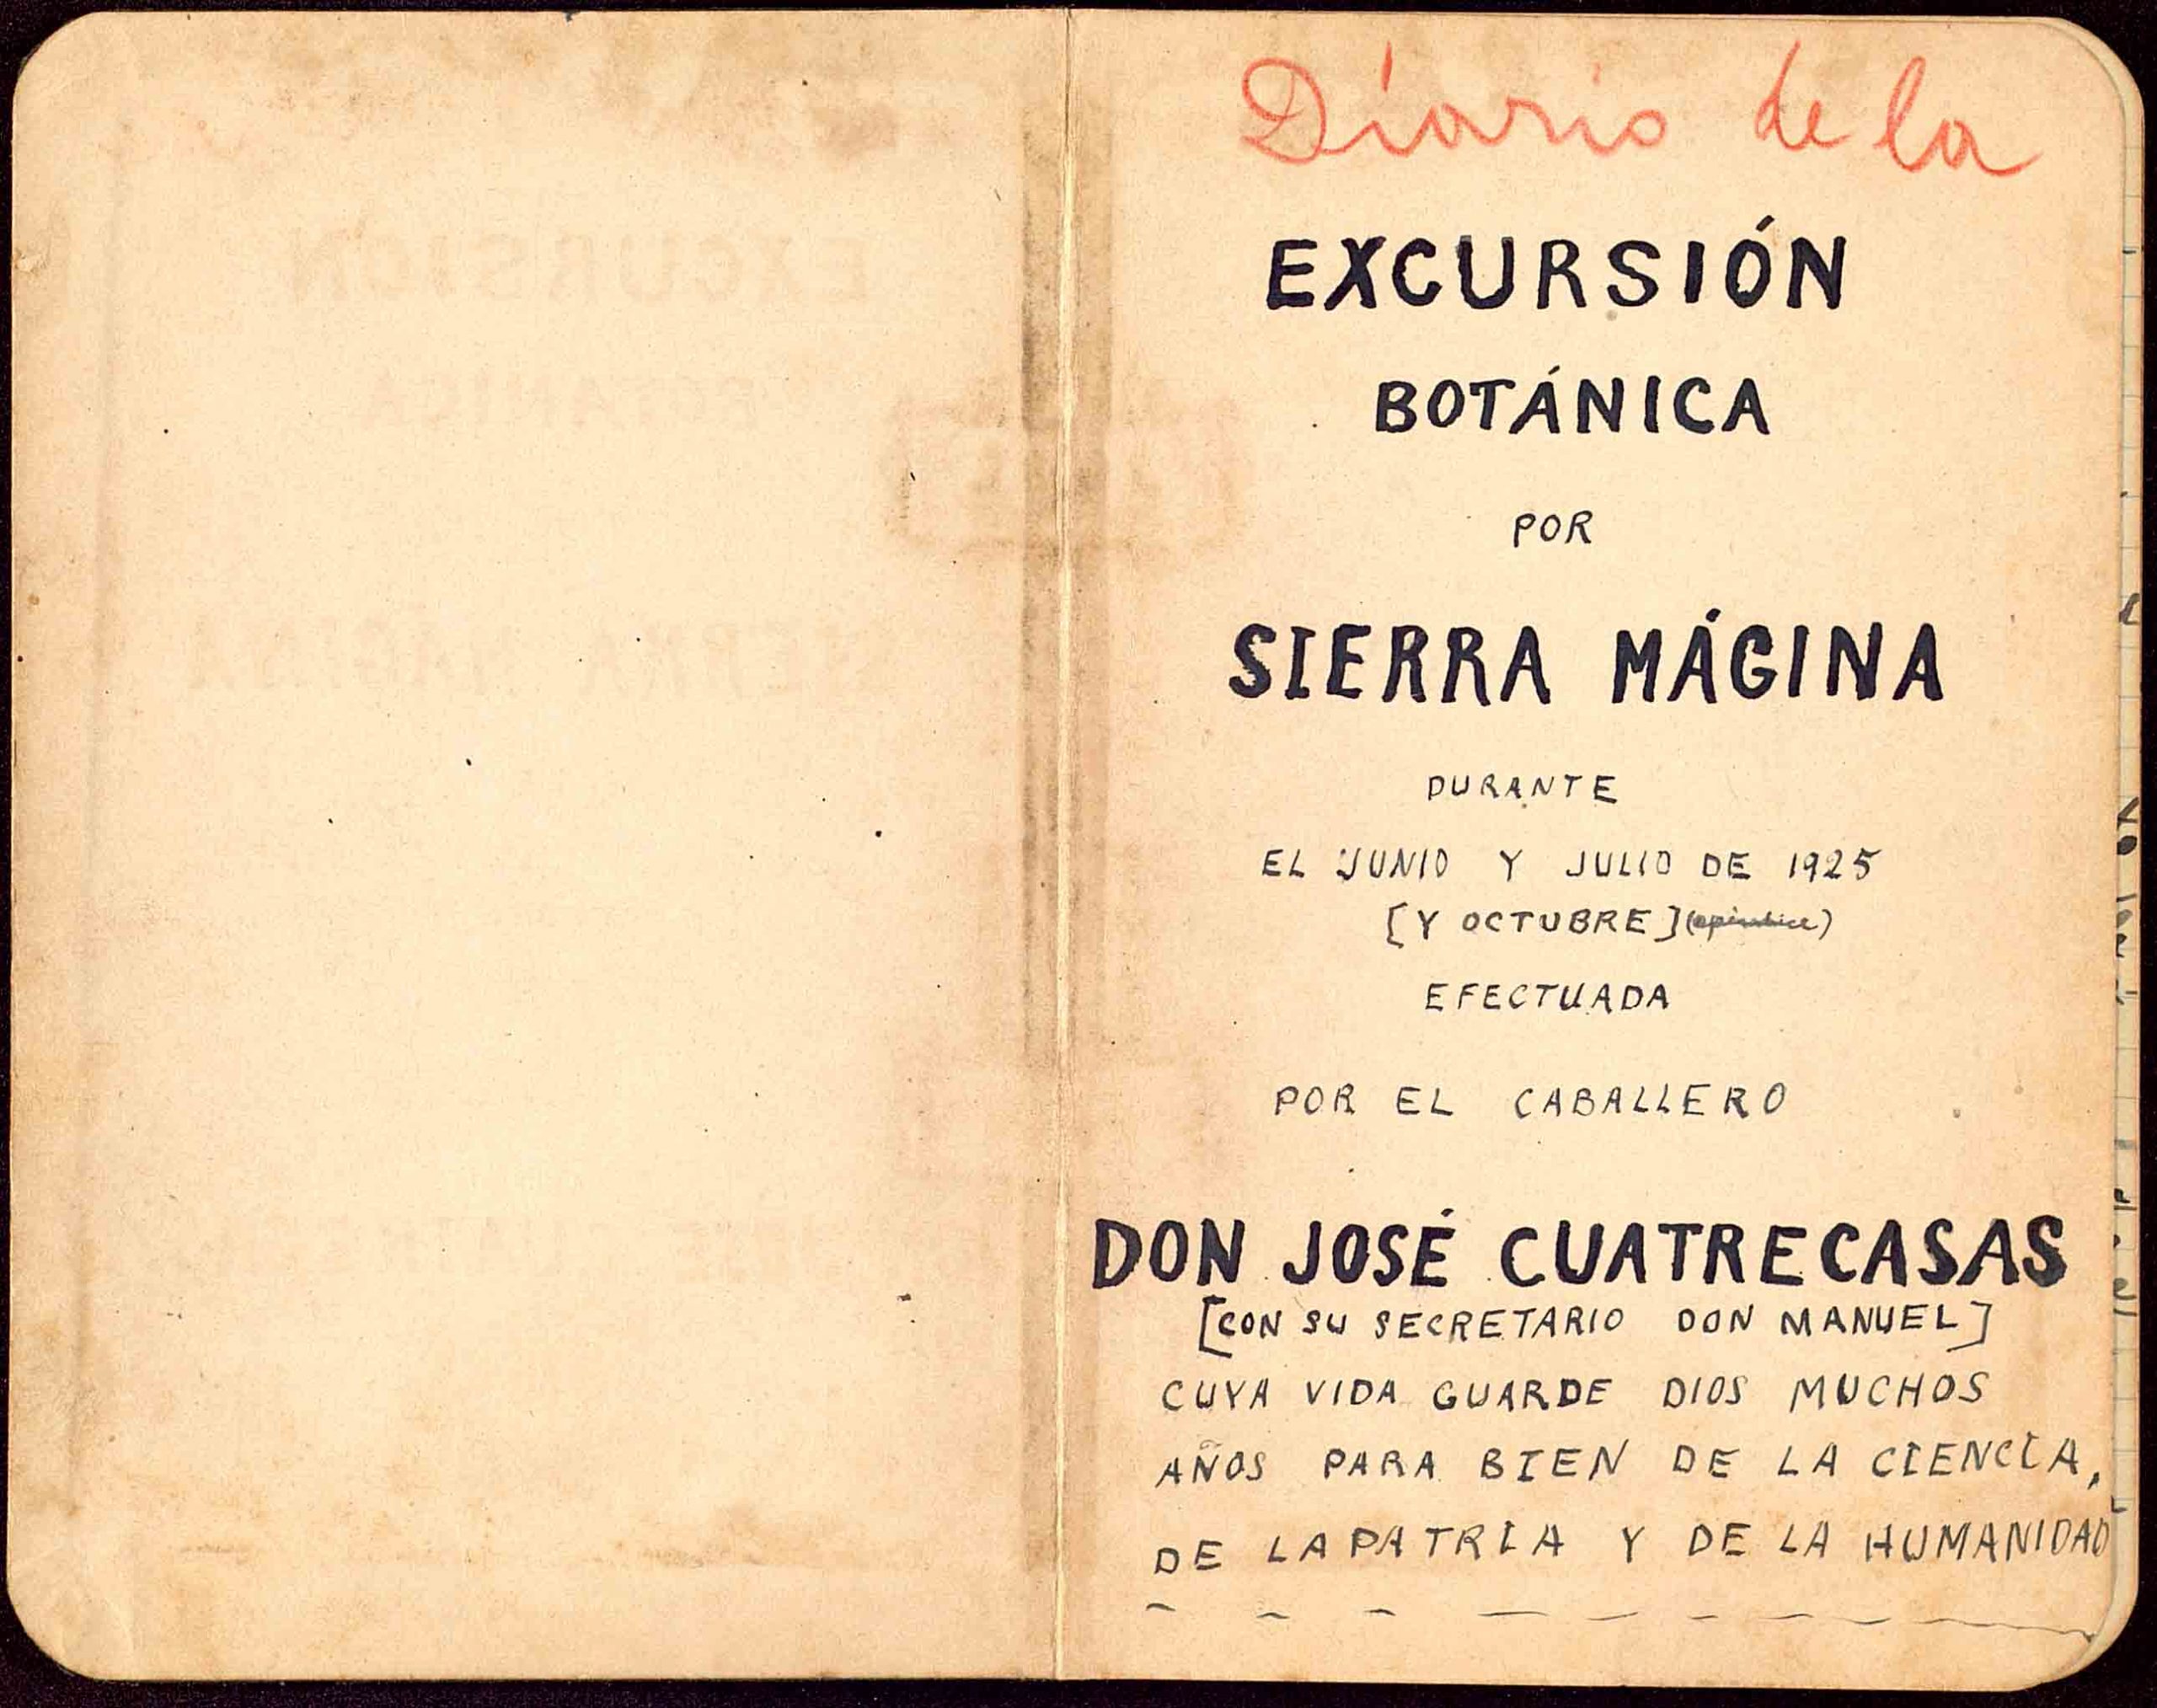 Diario de la
EXCURSIÓN
BOTÁNICA
POR
SIERRA MÁGINA
DURANTE
EL JUNIO Y JULIO DE 1925
[Y OCTUBRE] (apéndice)
EFECTUADA
POR EL CABALLERO
DON JOSÉ CUATRECASAS
[CON SU SECRETARIO DON MANUEL]
CUYA VIDA GUARDE DIOS MUCHOS
AÑOS PARA BIEN DE LA CIENCIA,
DE LA PATRIA Y DE LA HUMANIDAD